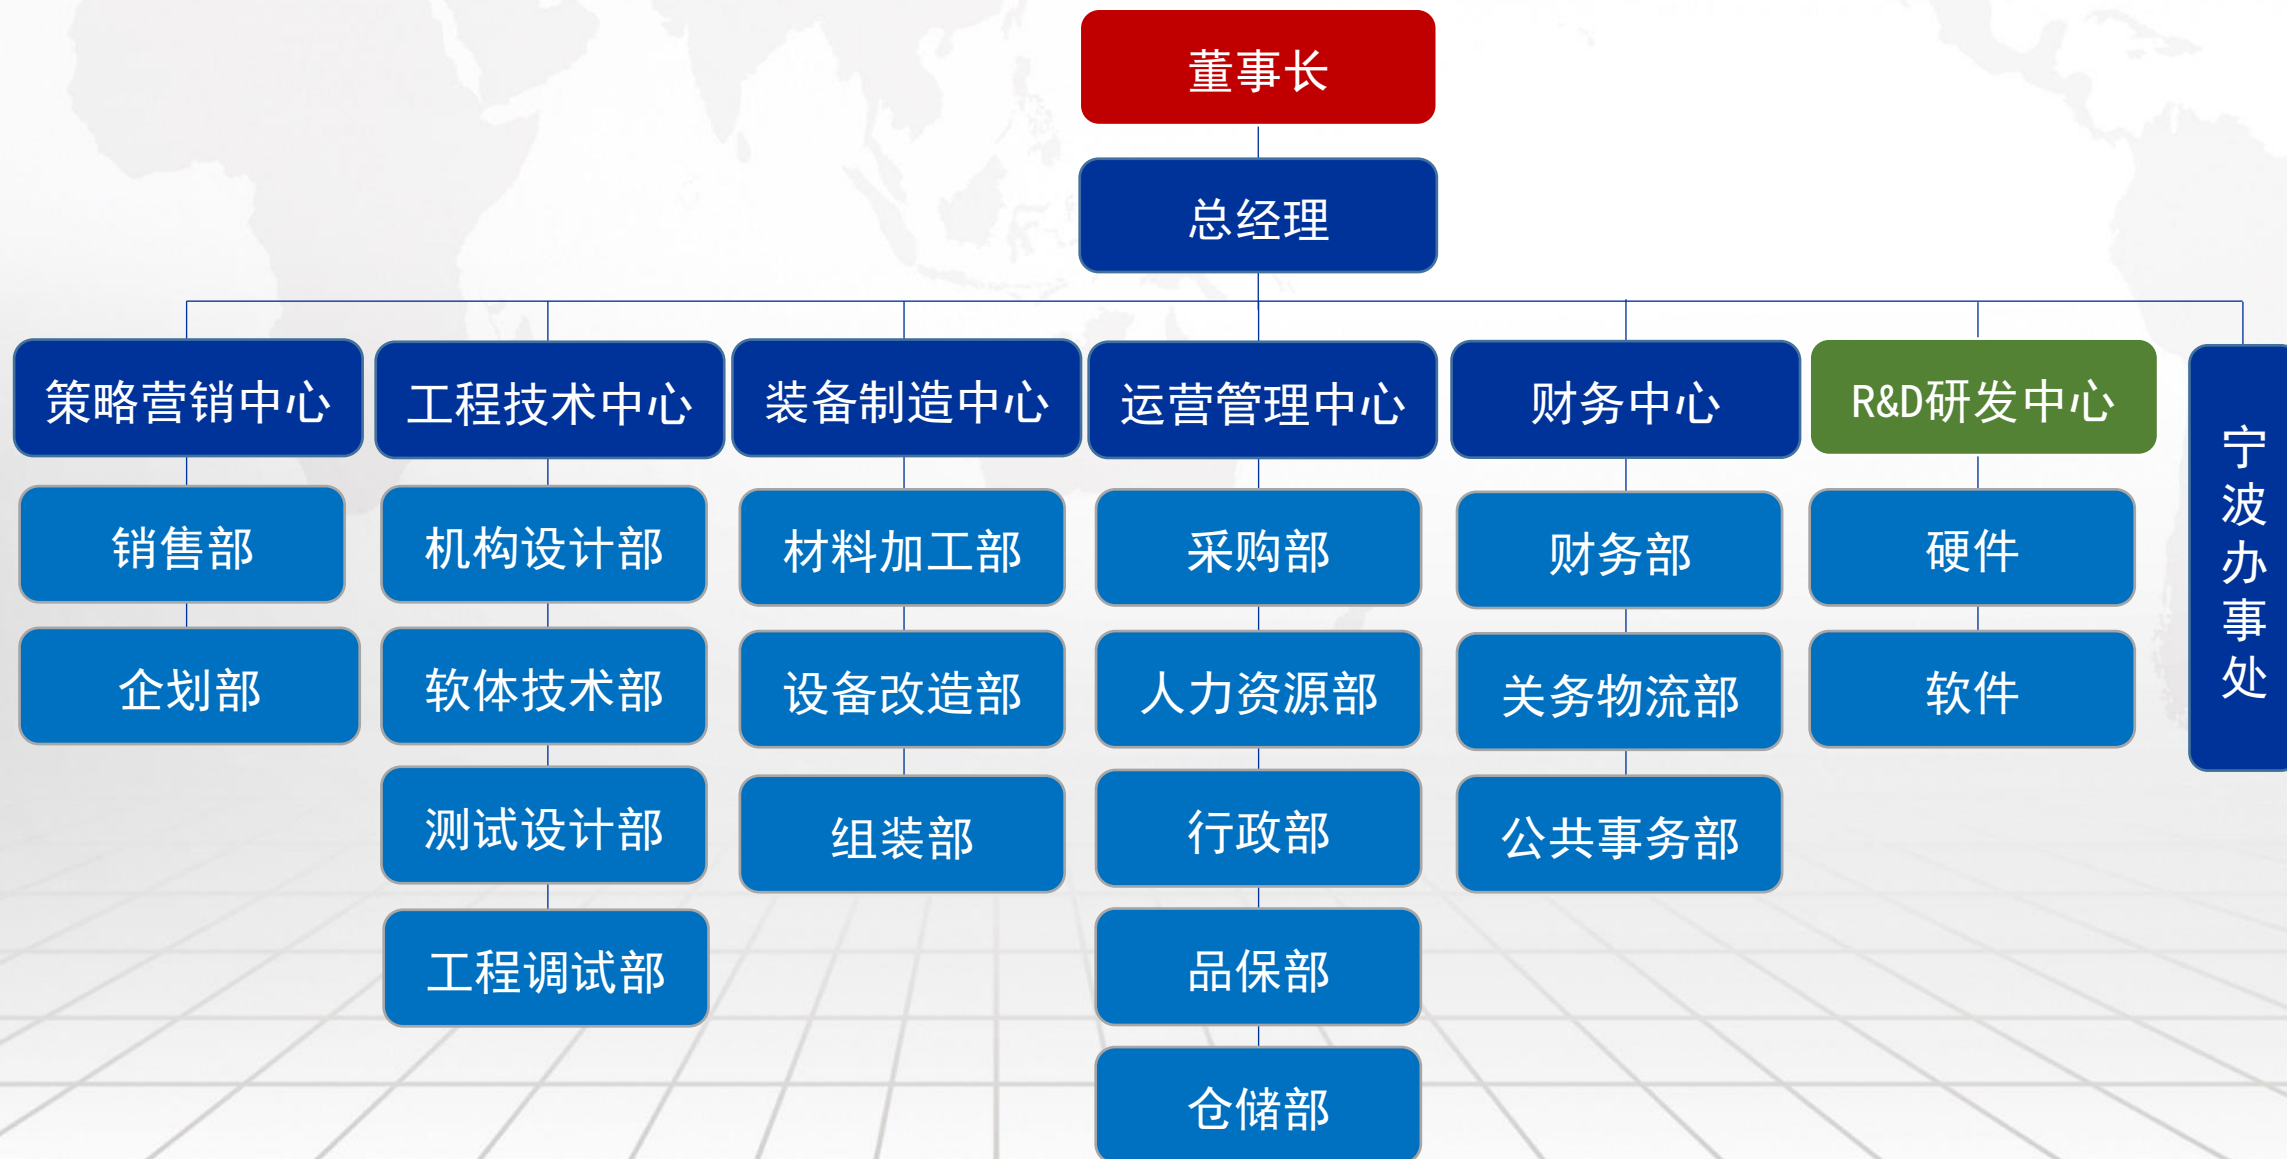 董事长
总经理
策略营销中心
工程技术中心
装备制造中心
运营管理中心
财务中心
R&D研发中心
宁波办事处
销售部
机构设计部
材料加工部
采购部
财务部
硬件
企划部
软体技术部
设备改造部
人力资源部
关务物流部
软件
测试设计部
组装部
行政部
公共事务部
工程调试部
品保部
仓储部